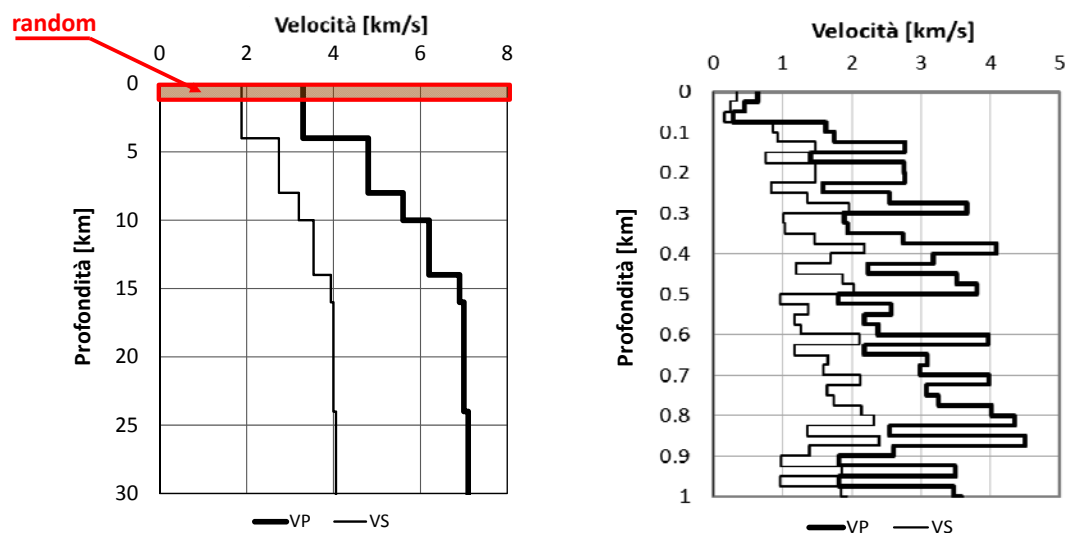 random
Velocità [km/s]
0 2 4 6 8
Profondità [km]
0
5
10
15
20
25
30
VP VS
Velocità [km/s]
0 1 2 3 4 5
Profondità [km]
0
0.1
0.2
0.3
0.4
0.5
0.6
0.7
0.8
0.9
1
VP VS